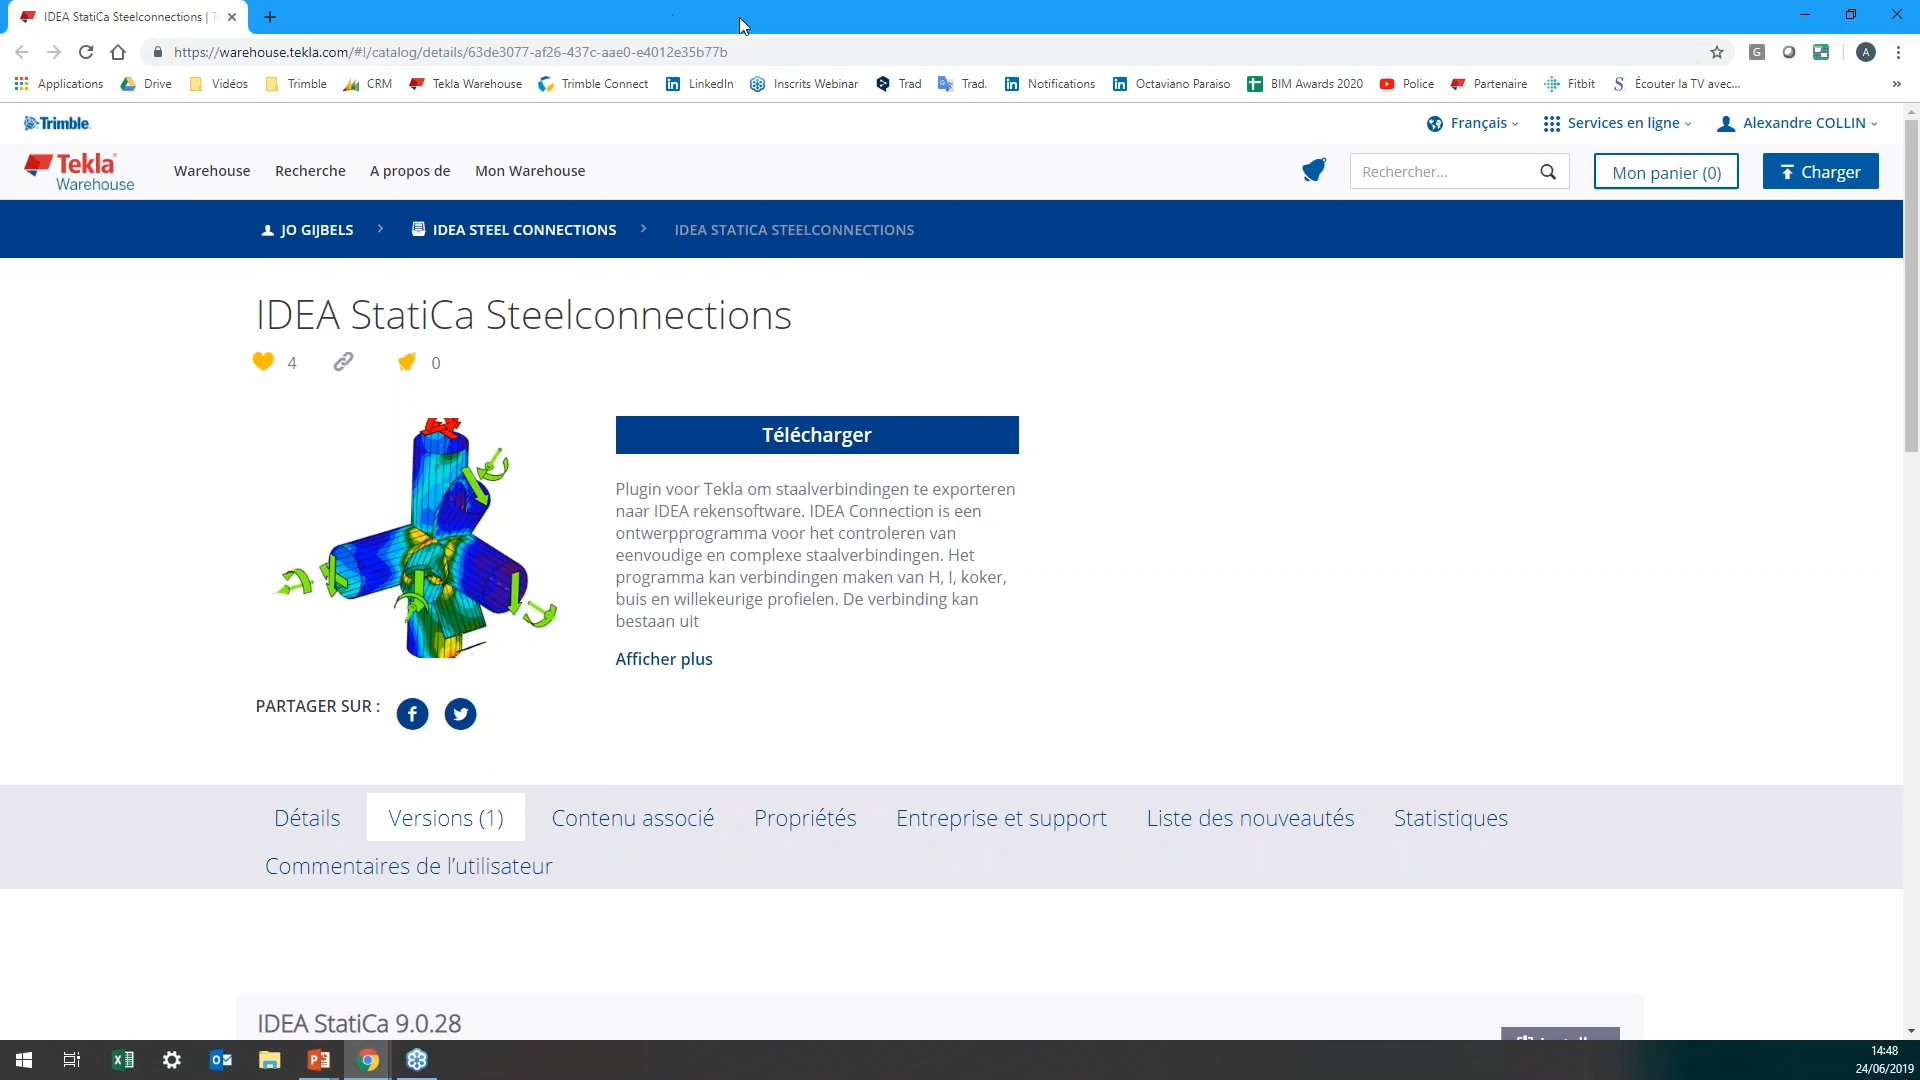 IDEA StatiCa Steelconnections |
https://warehouse.tekla.com/#!/catalog/details/63de3077-af26-437c-aae0-e4012e35b77b
G
A
Applications Drive Vidéos Trimble CRM Tekla Warehouse Trimble Connect LinkedIn Inscrits Webinar Trad Trad. Notifications Octaviano Paraiso BIM Awards 2020 Police Partenaire Fitbit Écouter la TV avec... »
Trimble Français Services en ligne Alexandre COLLIN
Tekla Warehouse
Warehouse Recherche A propos de Mon Warehouse Rechercher... Mon panier (0) Charger
JO GIJBELS > IDEA STEEL CONNECTIONS > IDEA STATICA STEELCONNECTIONS
IDEA StatiCa Steelconnections
4 0
Télécharger
Plugin voor Tekla om staalverbindingen te exporteren
naar IDEA rekensoftware. IDEA Connection is een
ontwerpprogramma voor het controleren van
eenvoudige en complexe staalverbindingen. Het
programma kan verbindingen maken van H, I, koker,
buis en willekeurige profielen. De verbinding kan
bestaan uit
Afficher plus
PARTAGER SUR :
Détails Versions (1) Contenu associé Propriétés Entreprise et support Liste des nouveautés Statistiques
Commentaires de l'utilisateur
IDEA StatiCa 9.0.28
14:48
24/06/2019